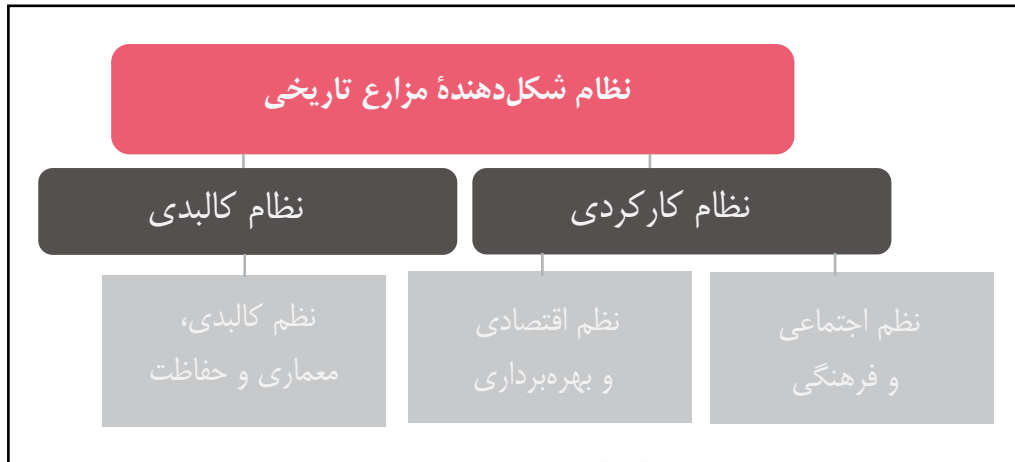 نظام شکل‌دهندهٔ مزارع تاریخی
نظام کارکردی
نظام کالبدی
نظم اجتماعی
و فرهنگی
نظم اقتصادی
و بهره‌برداری
نظم کالبدی،
معماری و حفاظت